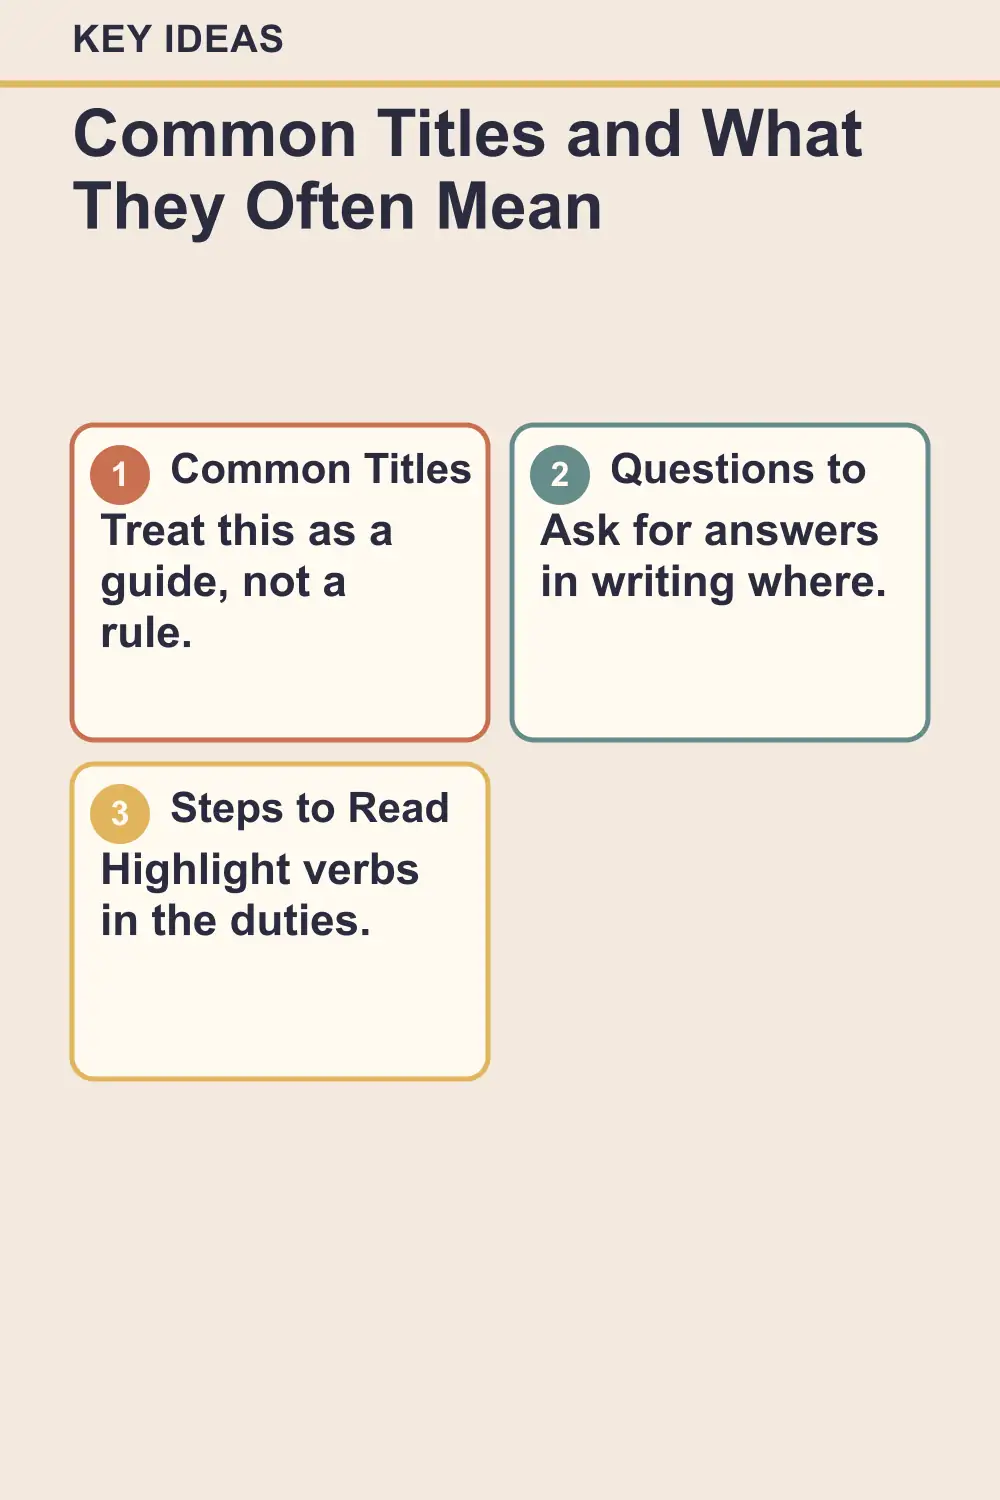 KEY IDEAS
Common Titles and What
They Often Mean
1
Common Titles
Treat this as a
guide, not a
rule.
2
Questions to
Ask for answers
in writing where.
3
Steps to Read
Highlight verbs
in the duties.